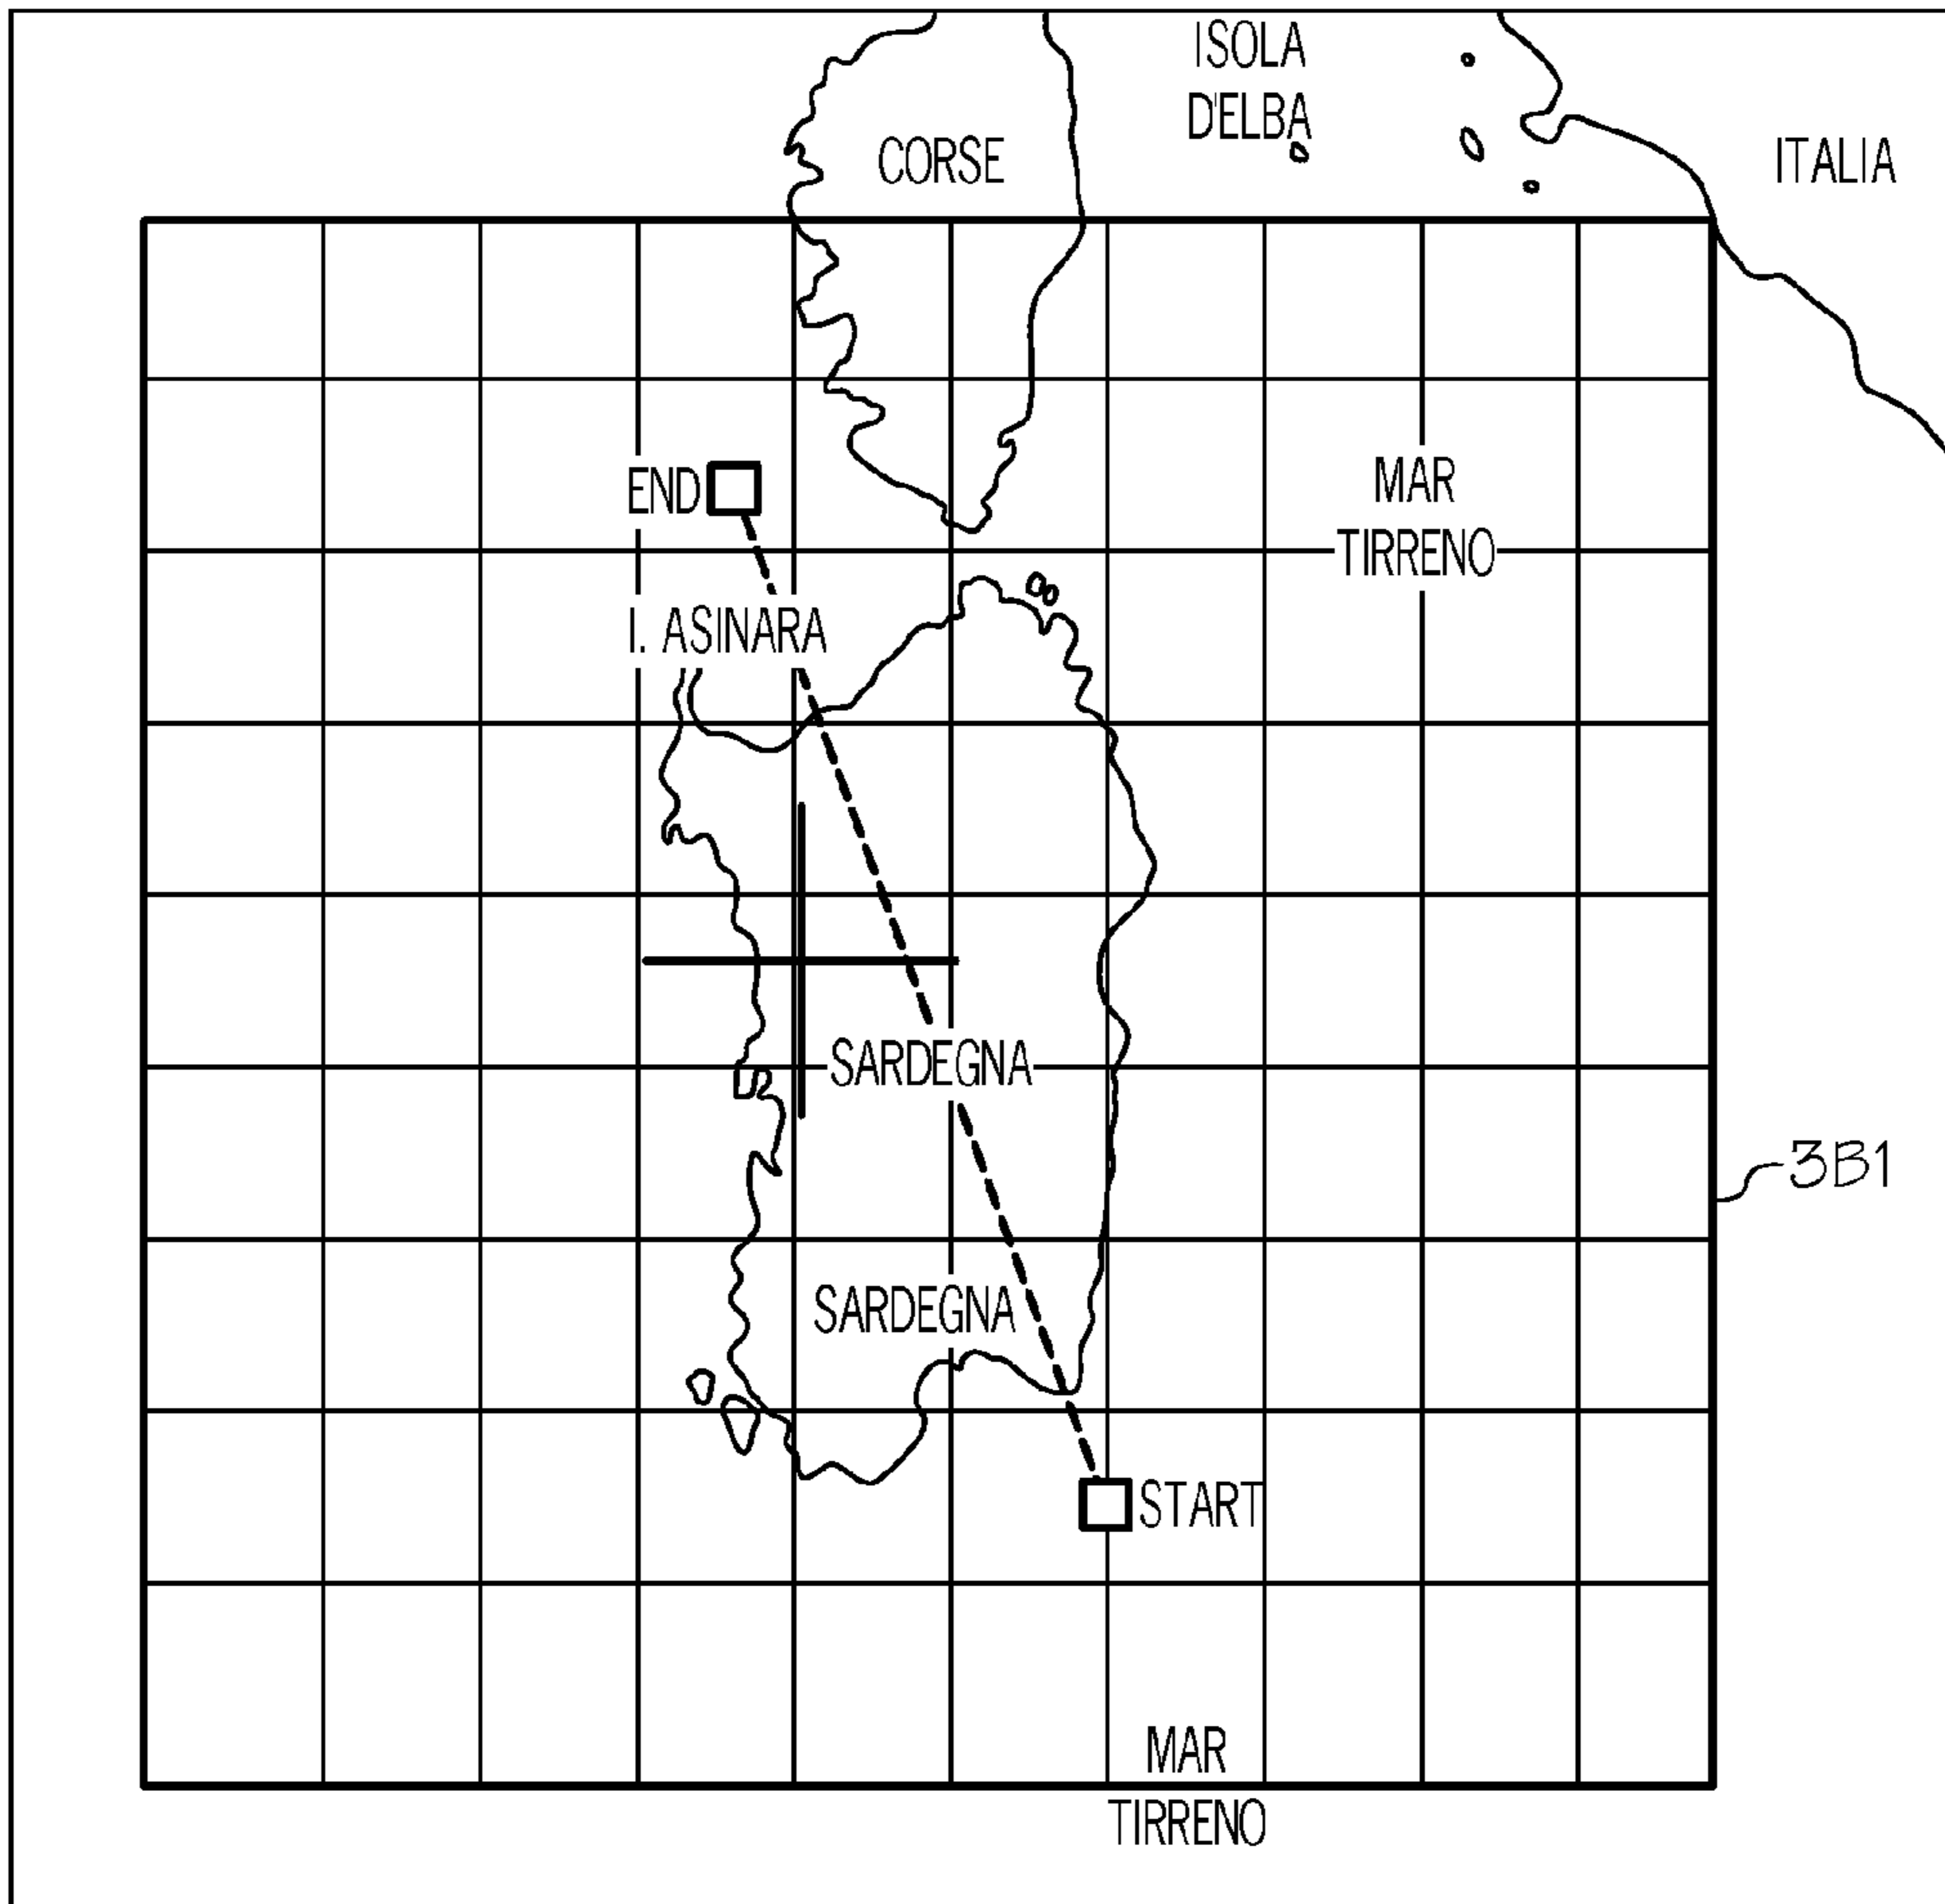 ISOLA
D'ELBA
CORSE
ITALIA
END
MAR
TIRRENO
I. ASINARA
SARDEGNA
3B1
SARDEGNA
START
MAR
TIRRENO